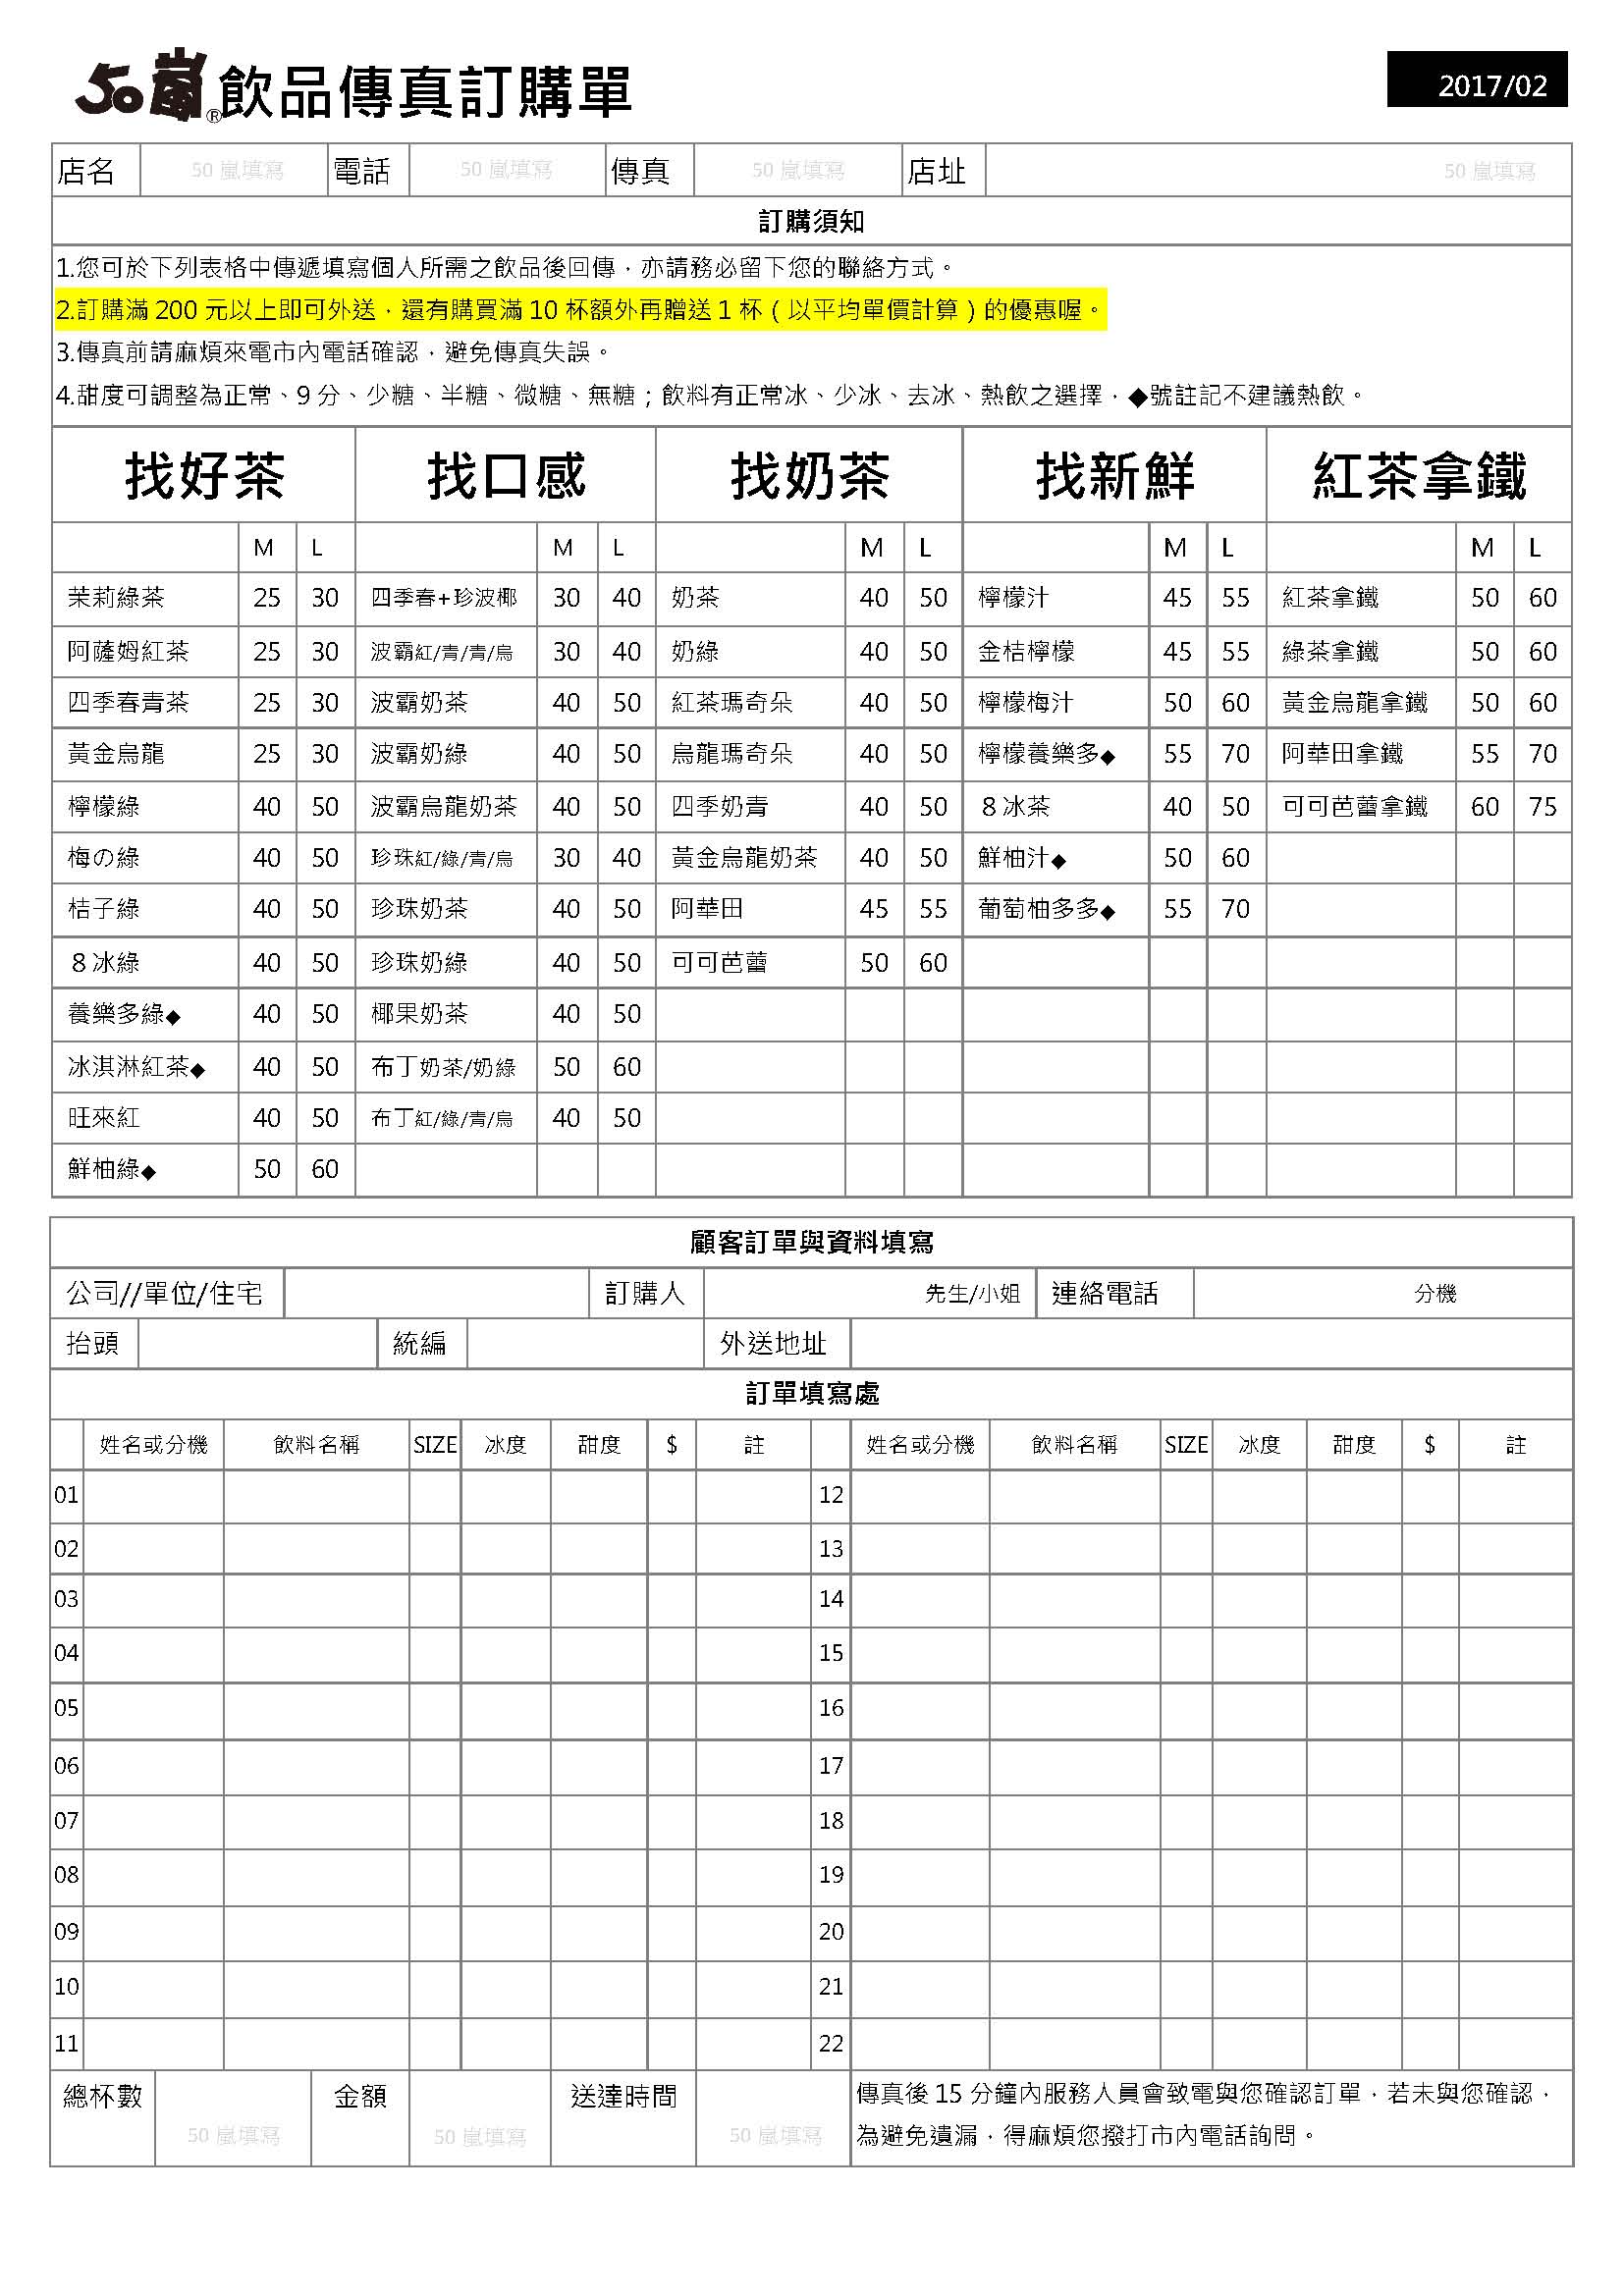 50嵐®飲品傳真訂購單
2017/02
店名 50 嵐填寫 電話 50 嵐填寫 傳真 50 嵐填寫 店址 50 嵐填寫
訂購須知
1.您可於下列表格中傳遞填寫個人所需之飲品後回傳，亦請務必留下您的聯絡方式。
2.訂購滿 200 元以上即可外送，還有購買滿 10 杯額外再贈送 1 杯（以平均單價計算）的優惠喔。
3.傳真前請麻煩來電市內電話確認，避免傳真失誤。
4.甜度可調整為正常、9 分、少糖、半糖、微糖、無糖；飲料有正常冰、少冰、去冰、熱飲之選擇，◆號註記不建議熱飲。
找好茶 找口感 找奶茶 找新鮮 紅茶拿鐵
M L M L M L M L M L
茉莉綠茶 25 30 四季春+珍波椰 30 40 奶茶 40 50 檸檬汁 45 55 紅茶拿鐵 50 60
阿薩姆紅茶 25 30 波霸紅/青/青/烏 30 40 奶綠 40 50 金桔檸檬 45 55 綠茶拿鐵 50 60
四季春青茶 25 30 波霸奶茶 40 50 紅茶瑪奇朵 40 50 檸檬梅汁 50 60 黃金烏龍拿鐵 50 60
黃金烏龍 25 30 波霸奶綠 40 50 烏龍瑪奇朵 40 50 檸檬養樂多◆ 55 70 阿華田拿鐵 55 70
檸檬綠 40 50 波霸烏龍奶茶 40 50 四季奶青 40 50 8 冰茶 40 50 可可芭蕾拿鐵 60 75
梅の綠 40 50 珍珠紅/綠/青/烏 30 40 黃金烏龍奶茶 40 50 鮮柚汁◆ 50 60
桔子綠 40 50 珍珠奶茶 40 50 阿華田 45 55 葡萄柚多多◆ 55 70
8 冰綠 40 50 珍珠奶綠 40 50 可可芭蕾 50 60
養樂多綠◆ 40 50 椰果奶茶 40 50
冰淇淋紅茶◆ 40 50 布丁奶茶/奶綠 50 60
旺來紅 40 50 布丁紅/綠/青/烏 40 50
鮮柚綠◆ 50 60
顧客訂單與資料填寫
公司//單位/住宅 訂購人 先生/小姐 連絡電話 分機
抬頭 統編 外送地址
訂單填寫處
姓名或分機 飲料名稱 SIZE 冰度 甜度 $ 註 姓名或分機 飲料名稱 SIZE 冰度 甜度 $ 註
01 12
02 13
03 14
04 15
05 16
06 17
07 18
08 19
09 20
10 21
11 22
總杯數 50 嵐填寫 金額 50 嵐填寫 送達時間 50 嵐填寫
傳真後 15 分鐘內服務人員會致電與您確認訂單，若未與您確認，
為避免遺漏，得麻煩您撥打市內電話詢問。